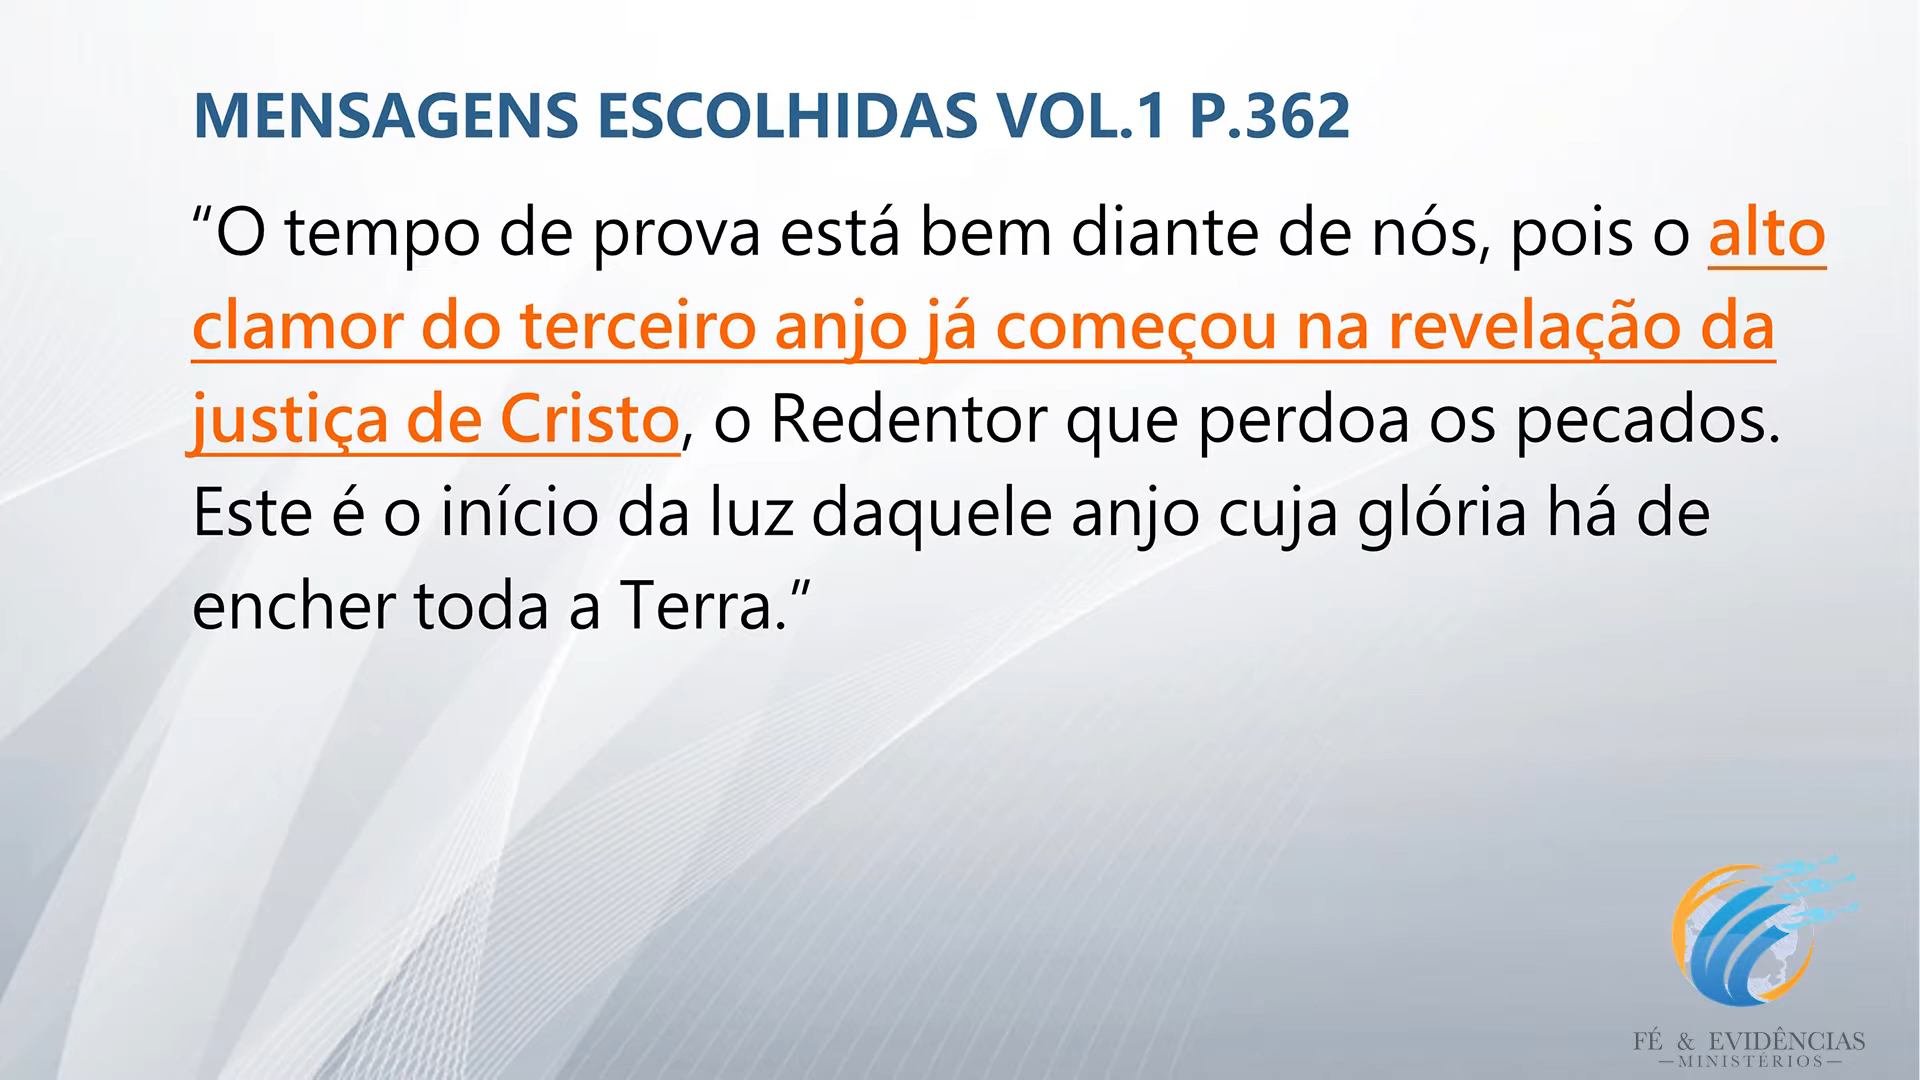 MENSAGENS ESCOLHIDAS VOL.1 P.362
“O tempo de prova está bem diante de nós, pois o alto
clamor do terceiro anjo já começou na revelação da
justiça de Cristo, o Redentor que perdoa os pecados.
Este é o início da luz daquele anjo cuja glória há de
encher toda a Terra.”
FÉ & EVIDÊNCIAS
—MINISTÉRIOS—